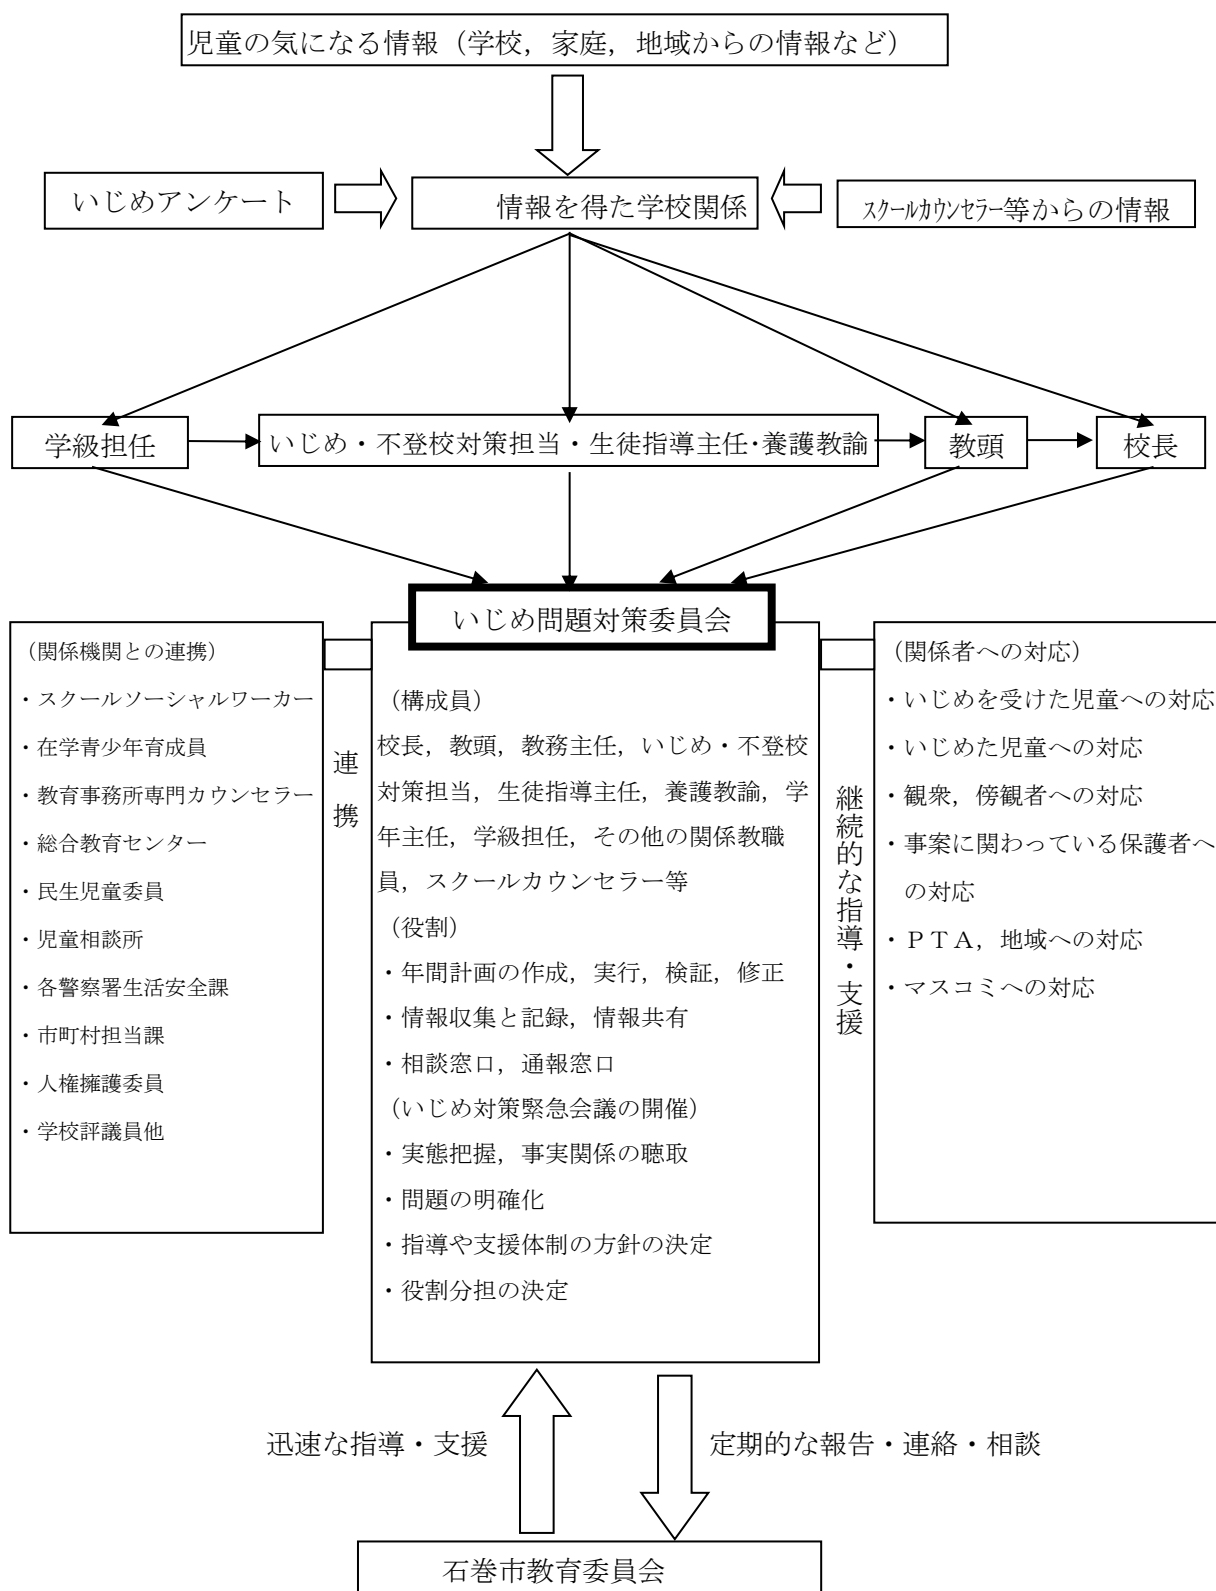 児童の気になる情報（学校，家庭，地域からの情報など）
いじめアンケート
情報を得た学校関係
スクールカウンセラー等からの情報
学級担任
いじめ・不登校対策担当・生徒指導主任・養護教諭
教頭
校長
いじめ問題対策委員会
（関係機関との連携）
・スクールソーシャルワーカー
・在学青少年育成員
・教育事務所専門カウンセラー
・総合教育センター
・民生児童委員
・児童相談所
・各警察署生活安全課
・市町村担当課
・人権擁護委員
・学校評議員他
連携
（構成員）
校長，教頭，教務主任，いじめ・不登校
対策担当，生徒指導主任，養護教諭，学
年主任，学級担任，その他の関係教職
員，スクールカウンセラー等
（役割）
・年間計画の作成，実行，検証，修正
・情報収集と記録，情報共有
・相談窓口，通報窓口
（いじめ対策緊急会議の開催）
・実態把握，事実関係の聴取
・問題の明確化
・指導や支援体制の方針の決定
・役割分担の決定
継続的な指導・支援
（関係者への対応）
・いじめを受けた児童への対応
・いじめた児童への対応
・観衆，傍観者への対応
・事案に関わっている保護者へ
の対応
・ＰＴＡ，地域への対応
・マスコミへの対応
迅速な指導・支援
定期的な報告・連絡・相談
石巻市教育委員会